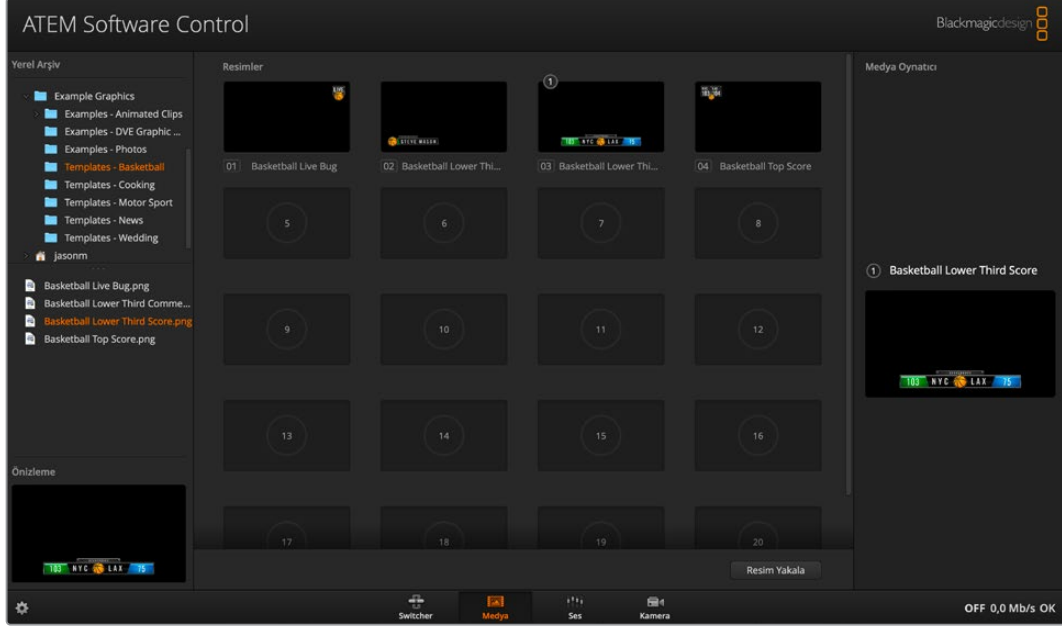 ATEM Software Control
Blackmagicdesign
Yerel Arşiv
Example Graphics
Examples - Animated Clips
Examples - DVE Graphic ...
Examples - Photos
Templates - Basketball
Templates - Cooking
Templates - Motor Sport
Templates - News
Templates - Wedding
jasonm
Basketball Live Bug.png
Basketball Lower Third Comme...
Basketball Lower Third Score.png
Basketball Top Score.png
Önizleme
103 NYC LAX 75
Resimler
LIVE
STEVE MASON
1
103 NYC LAX 75
01 Basketball Live Bug
02 Basketball Lower Thi...
03 Basketball Lower Thi...
04 Basketball Top Score
5 6 7 8
9 10 11 12
13 14 15 16
17 18 19 20
Resim Yakala
Medya Oynatıcı
1 Basketball Lower Third Score
103 NYC LAX 75
Switcher
Medya
Ses
Kamera
OFF 0,0 Mb/s OK